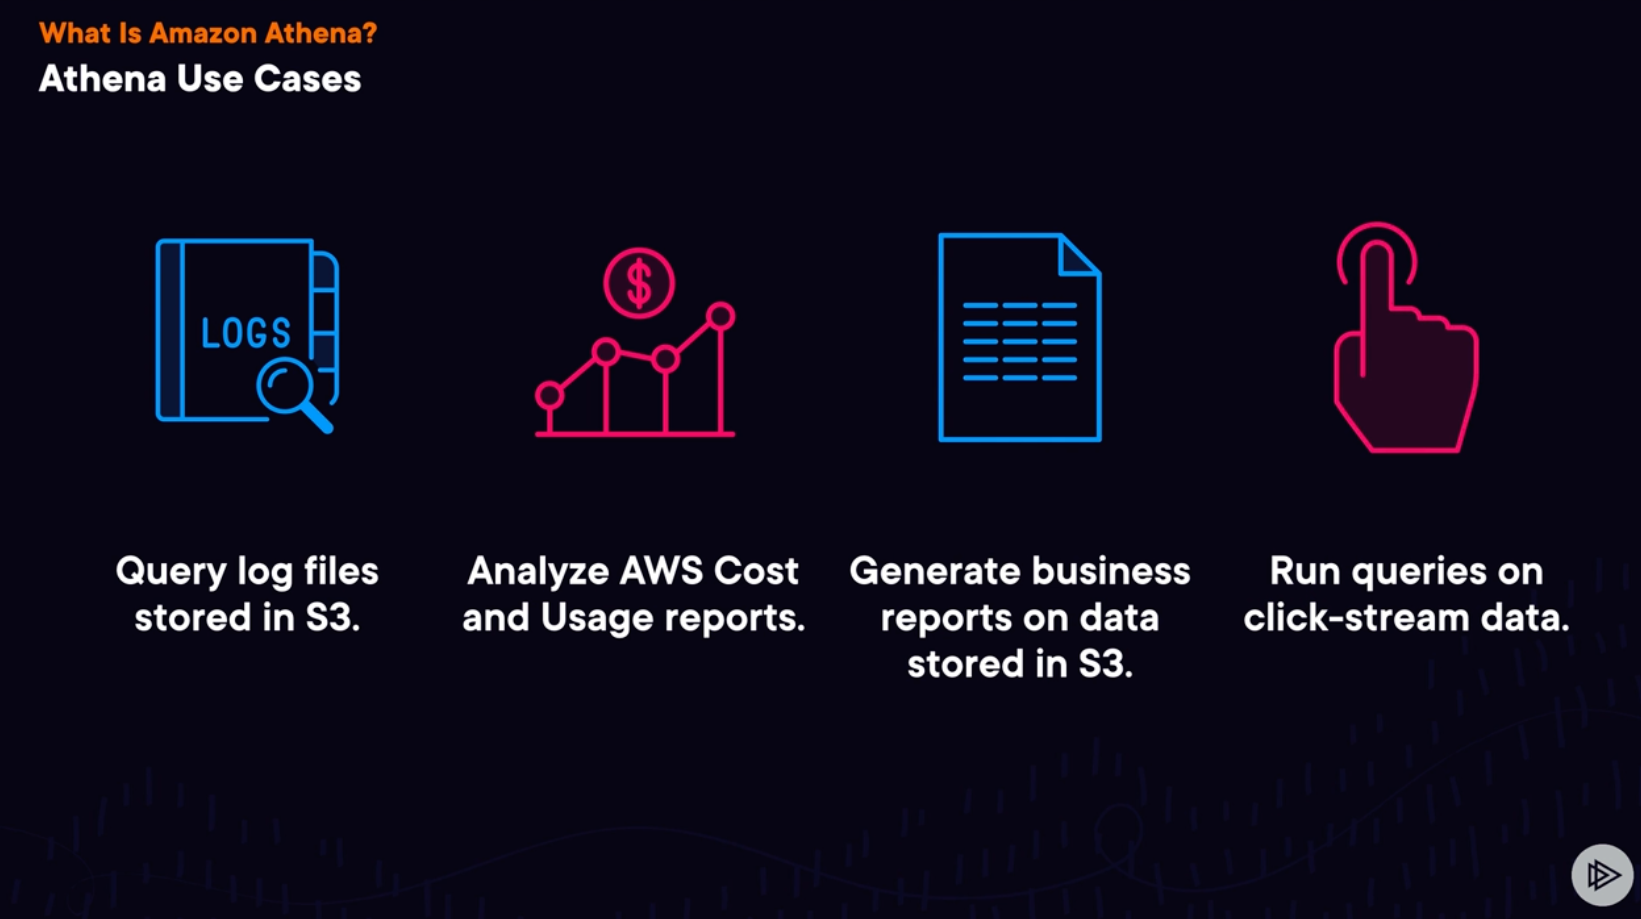 What Is Amazon Athena?
Athena Use Cases
LOGS
$
Query log files
stored in S3.
Analyze AWS Cost
and Usage reports.
Generate business
reports on data
stored in S3.
Run queries on
click-stream data.